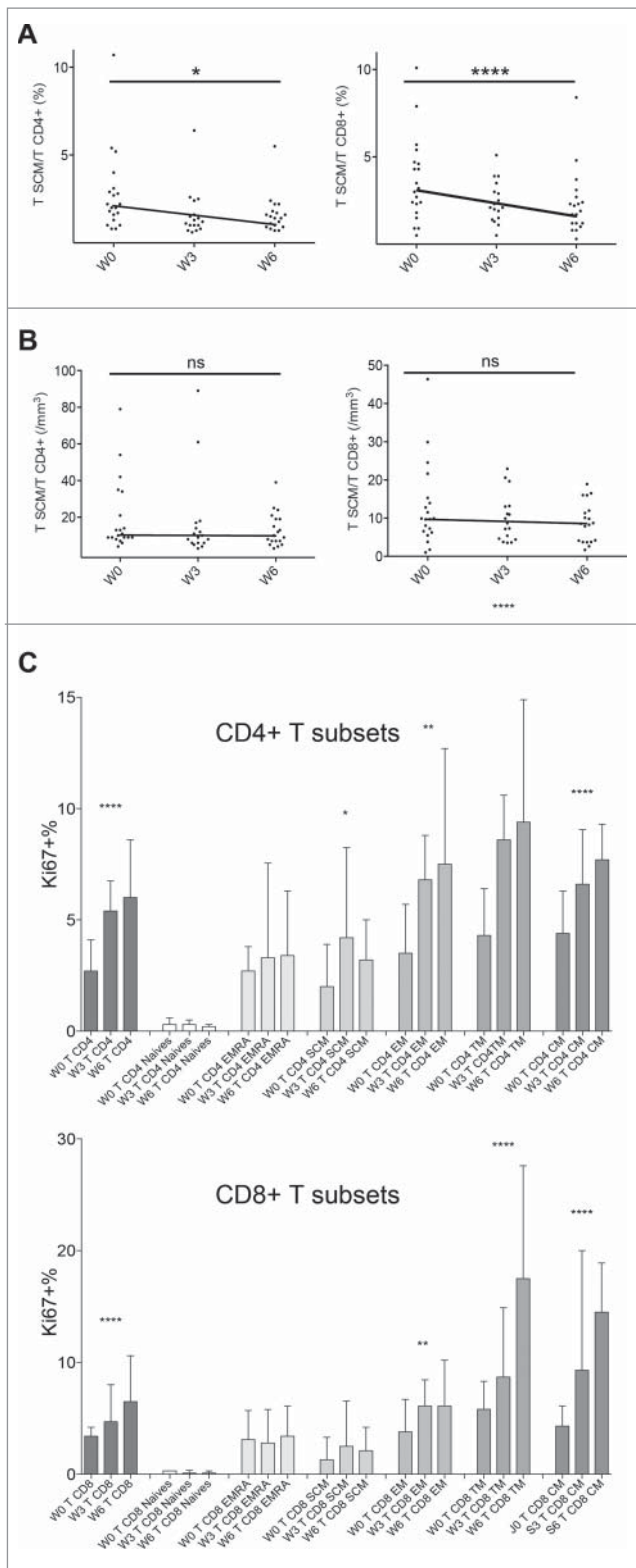 A
T SCM/T CD4+ (%)
10
5
*
W0
W3
W6
T SCM/T CD8+ (%)
10
5
****
W0
W3
W6
B
T SCM/T CD4+ (/mm³)
100
80
60
40
20
ns
W0
W3
W6
T SCM/T CD8+ (/mm³)
50
40
30
20
10
0
ns
W0
W3
W6
****
C
CD4+ T subsets
Ki67+%
15
10
5
0
****
*
**
****
W0 T CD4
W3 T CD4
W6 T CD4
W0 T CD4 Naives
W3 T CD4 Naives
W6 T CD4 Naives
W0 T CD4 EMRA
W3 T CD4 EMRA
W6 T CD4 EMRA
W0 T CD4 SCM
W3 T CD4 SCM
W6 T CD4 SCM
W0 T CD4 EM
W3 T CD4 EM
W6 T CD4 EM
W0 T CD4 TM
W3 T CD4TM
W6 T CD4 TM
W0 T CD4 CM
W3 T CD4 CM
W6 T CD4 CM
CD8+ T subsets
Ki67+%
30
20
10
0
****
**
****
****
W0 T CD8
W3 T CD8
W6 T CD8
W0 T CD8 Naives
W3 T CD8 Naives
W6 T CD8 Naives
W0 T CD8 EMRA
W3 T CD8 EMRA
W6 T CD8 EMRA
W0 T CD8 SCM
W3 T CD8 SCM
W6 T CD8 SCM
W0 T CD8 EM
W3 T CD8 EM
W6 T CD8 EM
W0 T CD8 TM
W3 T CD8 TM
W6 T CD8 TM
J0 T CD8 CM
S3 T CD8 CM
S6 T CD8 CM